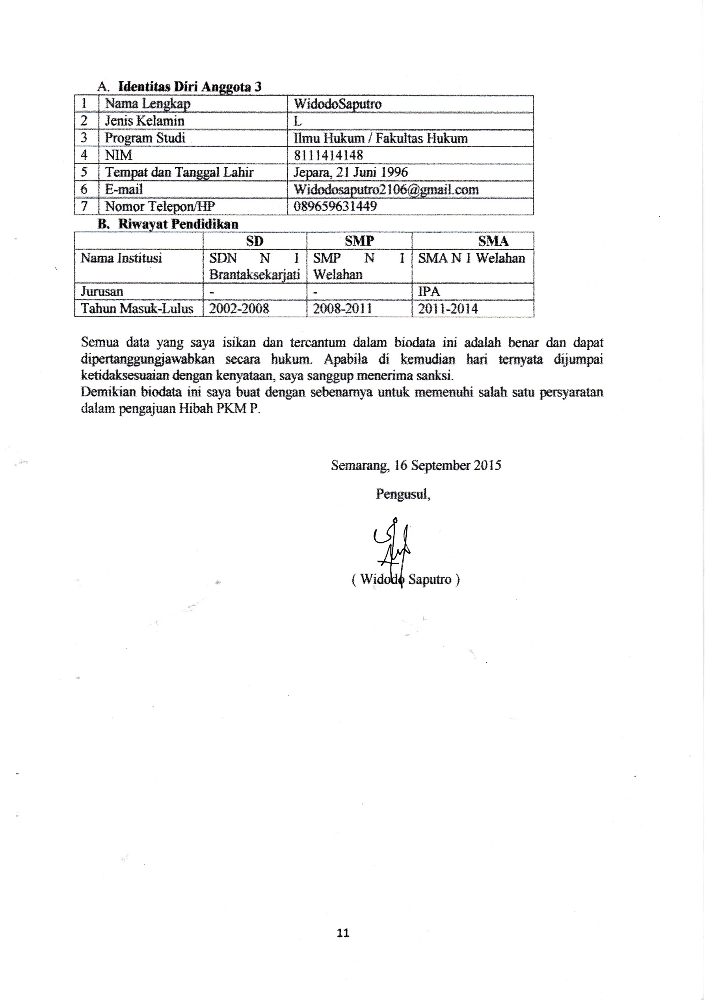 A. Identitas Diri Anggota 3
1 Nama Lengkap WidodoSaputro
2 Jenis Kelamin L
3 Program Studi Ilmu Hukum / Fakultas Hukum
4 NIM 8111414148
5 Tempat dan Tanggal Lahir Jepara, 21 Juni 1996
6 E-mail Widodosaputro2106@gmail.com
7 Nomor Telepon/HP 089659631449
B. Riwayat Pendidikan
SD SMP SMA
Nama Institusi SDN N 1 SMP N 1 SMA N 1 Welahan
Brantaksekarjati Welahan
Jurusan - - IPA
Tahun Masuk-Lulus 2002-2008 2008-2011 2011-2014
Semua data yang saya isikan dan tercantum dalam biodata ini adalah benar dan dapat
dipertanggungjawabkan secara hukum. Apabila di kemudian hari ternyata dijumpai
ketidaksesuaian dengan kenyataan, saya sanggup menerima sanksi.
Demikian biodata ini saya buat dengan sebenarnya untuk memenuhi salah satu persyaratan
dalam pengajuan Hibah PKM P.
Semarang, 16 September 2015
Pengusul,
( Widodo Saputro )
11